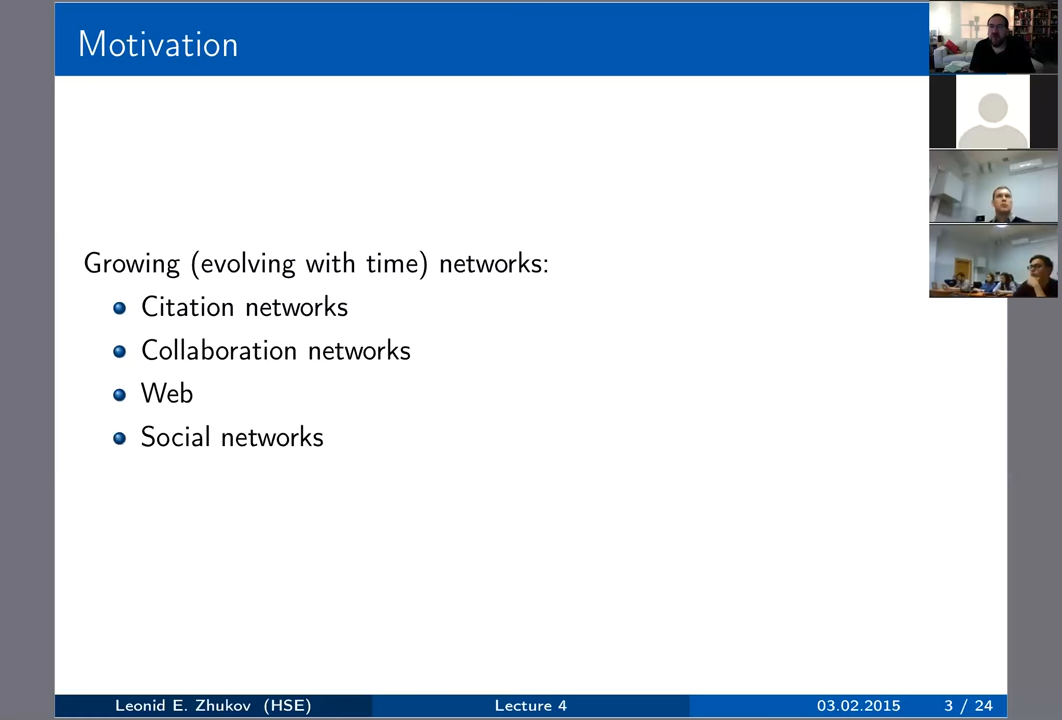 Motivation
Growing (evolving with time) networks:
Citation networks
Collaboration networks
Web
Social networks
Leonid E. Zhukov (HSE) Lecture 4 03.02.2015 3 / 24